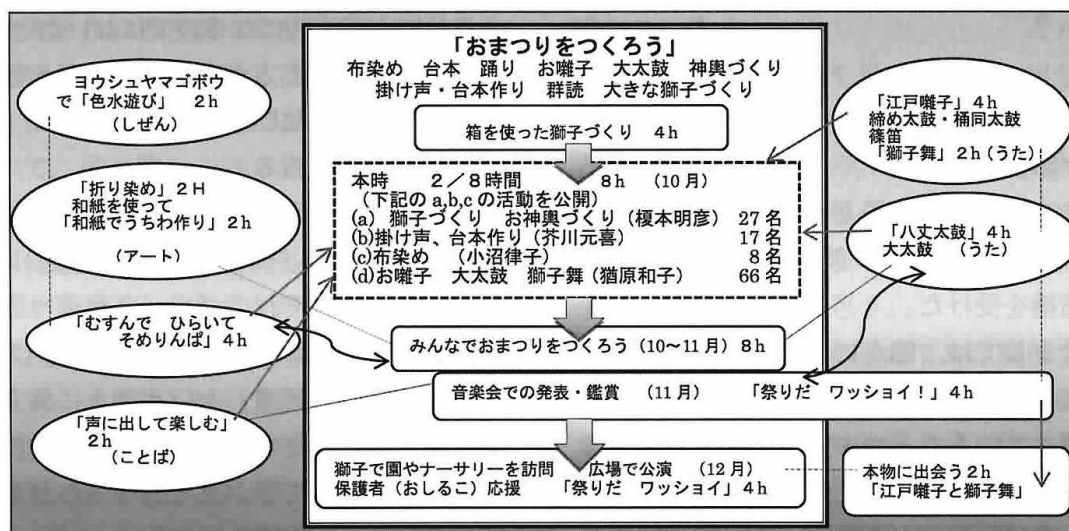 「おまつりをつくろう」
布染め 台本 踊り お囃子 大太鼓 神輿づくり
掛け声・台本作り 群読 大きな獅子づくり
箱を使った獅子づくり 4h
本時 2/8時間 8h (10月)
(下記の a,b,c の活動を公開)
(a) 獅子づくり お神輿づくり(榎本明彦) 27名
(b)掛け声、台本作り(芥川元喜) 17名
(c)布染め (小沼律子) 8名
(d)お囃子 大太鼓 獅子舞(猶原和子) 66名
みんなでおまつりをつくろう(10〜11月)8h
音楽会での発表・鑑賞 (11月) 「祭りだ ワッショイ!」4h
獅子で園やナーサリーを訪問 広場で公演 (12月)
保護者(おしるこ)応援 「祭りだ ワッショイ」4h
ヨウシュヤマゴボウ
で「色水遊び」 2h
(しぜん)
「折り染め」2H
和紙を使って
「和紙でうちわ作り」2h
(アート)
「むすんで ひらいて
そめりんぱ」4h
「声に出して楽しむ」
2h
(ことば)
「江戸囃子」4h
締め太鼓・桶同太鼓
篠笛
「獅子舞」2h(うた)
「八丈太鼓」4h
大太鼓 (うた)
本物に出会う2h
「江戸囃子と獅子舞」